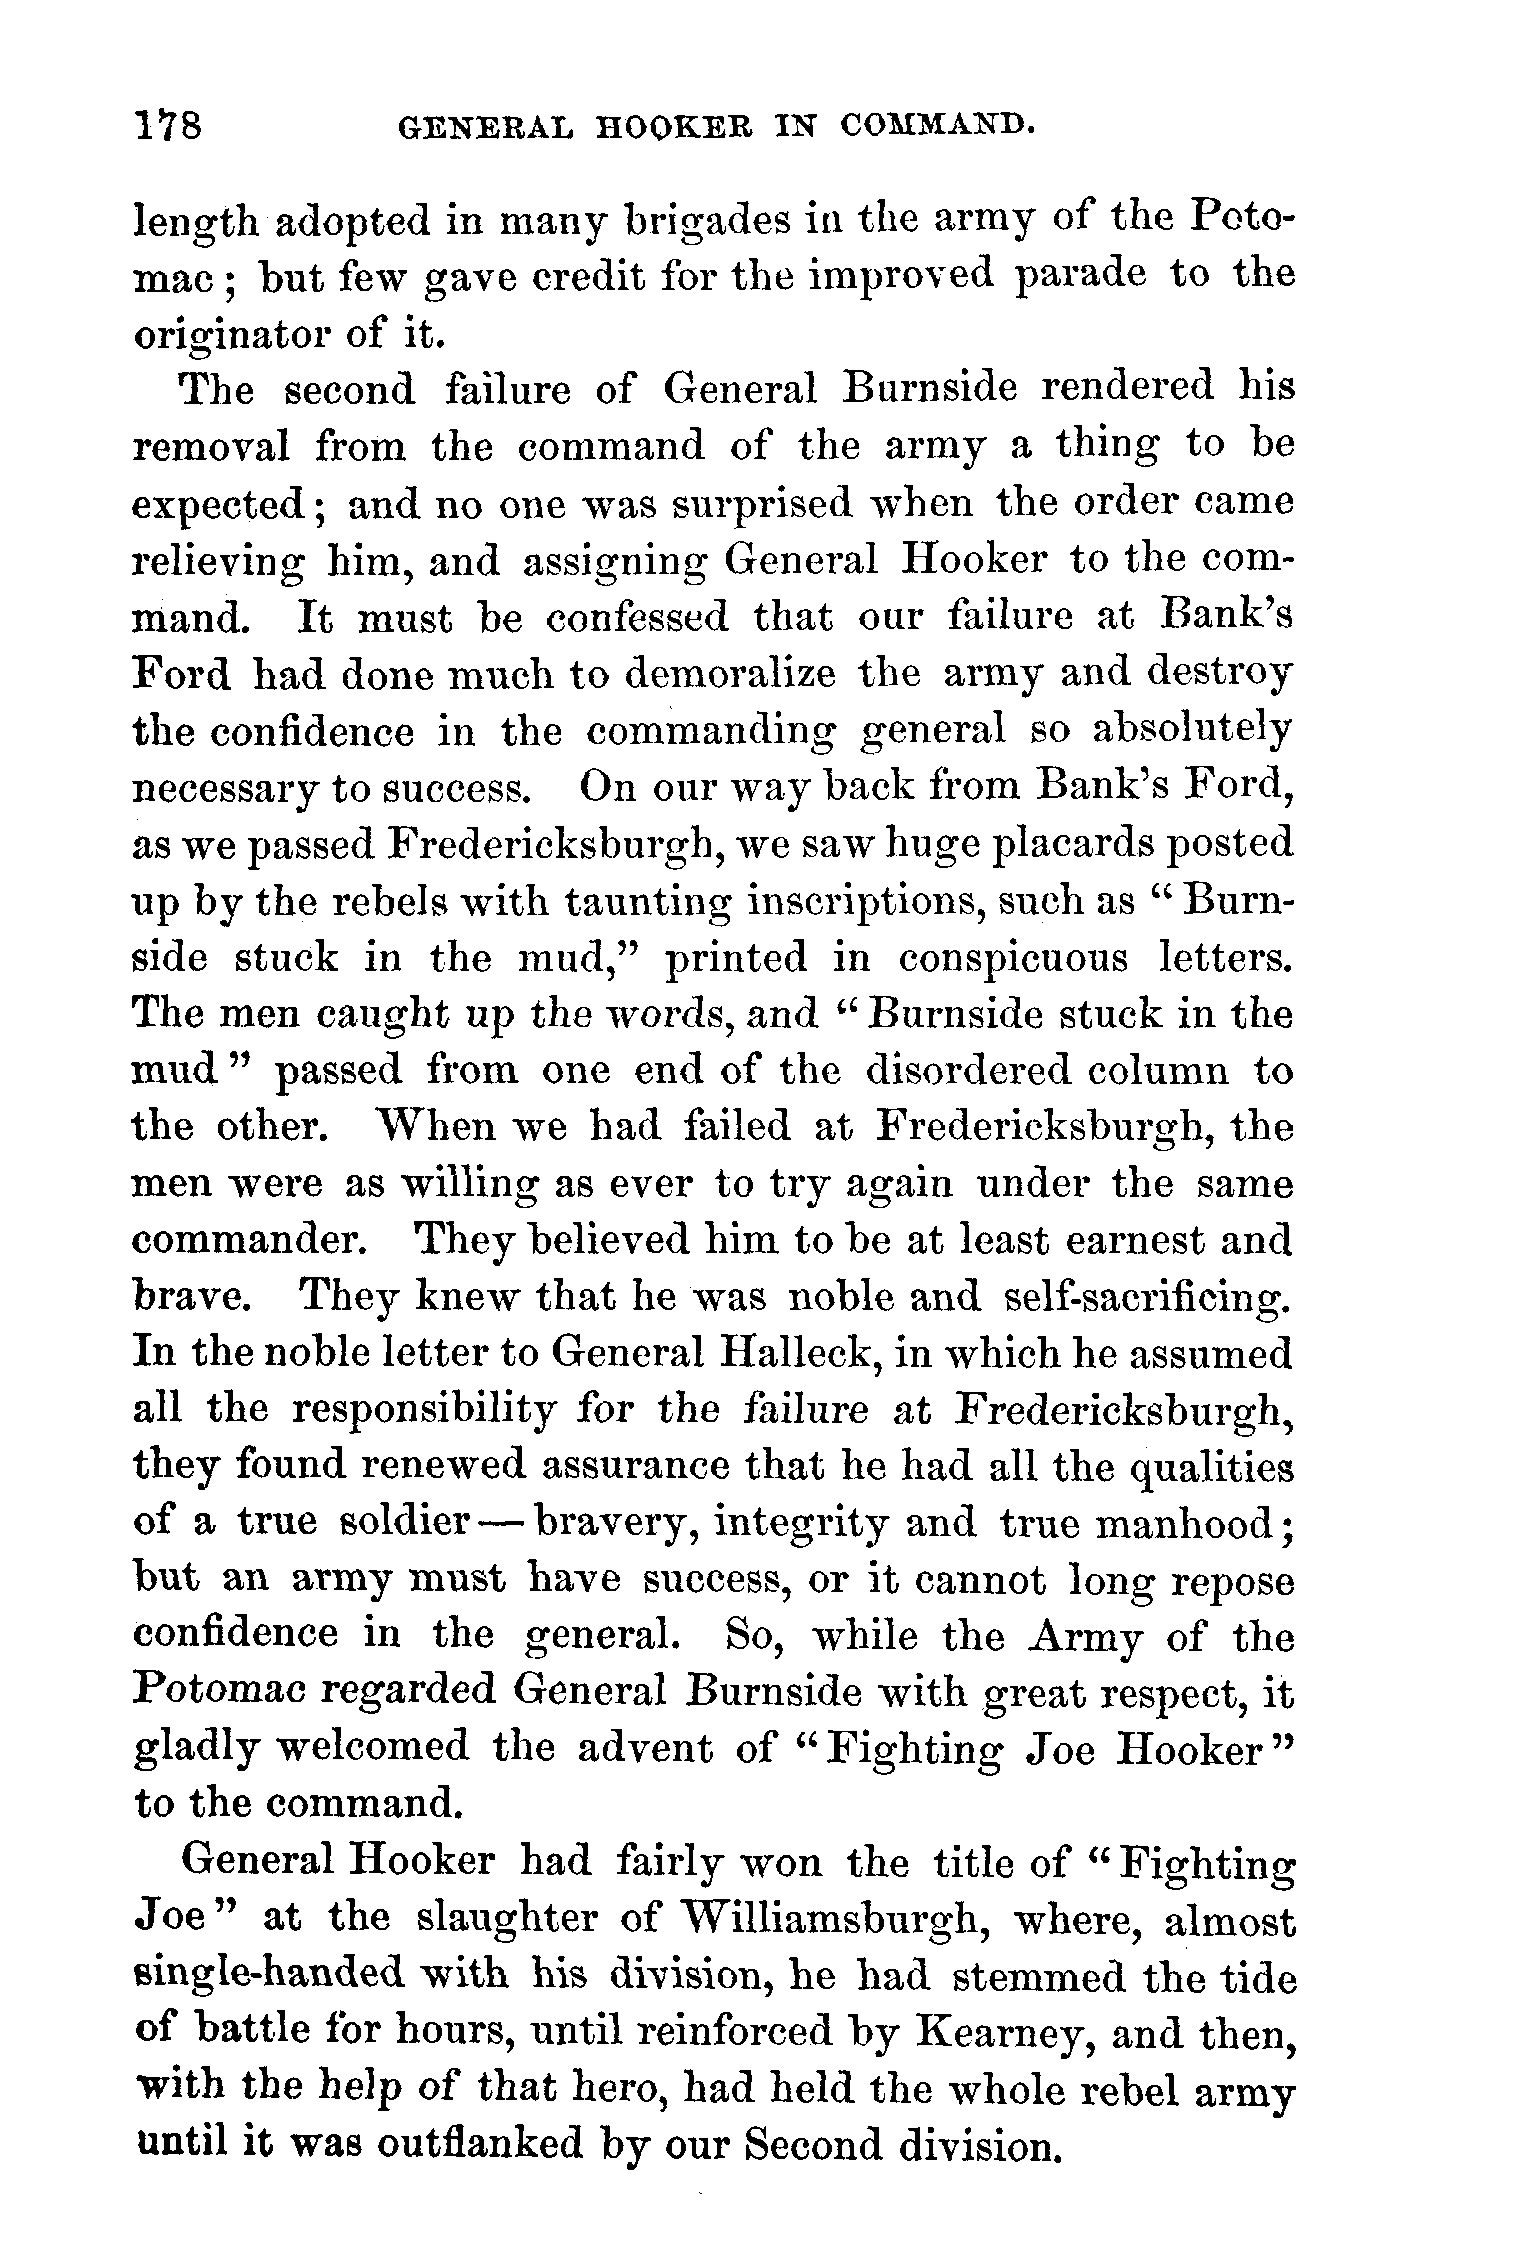 178 GENERAL HOOKER IN COMMAND.
length adopted in many brigades in the army of the Poto-
mac; but few gave credit for the improved parade to the
originator of it.
The second failure of General Burnside rendered his
removal from the command of the army a thing to be
expected; and no one was surprised when the order came
relieving him, and assigning General Hooker to the com-
mand. It must be confessed that our failure at Bank's
Ford had done much to demoralize the army and destroy
the confidence in the commanding general so absolutely
necessary to success. On our way back from Bank's Ford,
as we passed Fredericksburgh, we saw huge placards posted
up by the rebels with taunting inscriptions, such as "Burn-
side stuck in the mud," printed in conspicuous letters.
The men caught up the words, and "Burnside stuck in the
mud" passed from one end of the disordered column to
the other. When we had failed at Fredericksburgh, the
men were as willing as ever to try again under the same
commander. They believed him to be at least earnest and
brave. They knew that he was noble and self-sacrificing.
In the noble letter to General Halleck, in which he assumed
all the responsibility for the failure at Fredericksburgh,
they found renewed assurance that he had all the qualities
of a true soldier—bravery, integrity and true manhood;
but an army must have success, or it cannot long repose
confidence in the general. So, while the Army of the
Potomac regarded General Burnside with great respect, it
gladly welcomed the advent of "Fighting Joe Hooker"
to the command.
General Hooker had fairly won the title of "Fighting
Joe" at the slaughter of Williamsburgh, where, almost
single-handed with his division, he had stemmed the tide
of battle for hours, until reinforced by Kearney, and then,
with the help of that hero, had held the whole rebel army
until it was outflanked by our Second division.